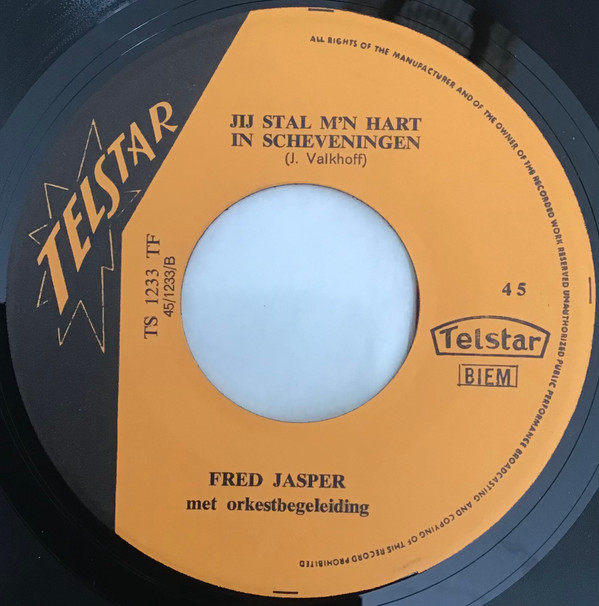 TELSTAR
JIJ STAL M'N HART
IN SCHEVENINGEN
(J. Valkhoff)
TS 1233 TF
45/1233/B
45
Telstar
BIEM
FRED JASPER
met orkestbegeleiding
ALL RIGHTS OF THE MANUFACTURER AND OF THE OWNER OF THE RECORDED WORK RESERVED UNAUTHORIZED PUBLIC PERFORMANCE BROADCASTING AND COPYING OF THIS RECORD PROHIBITED